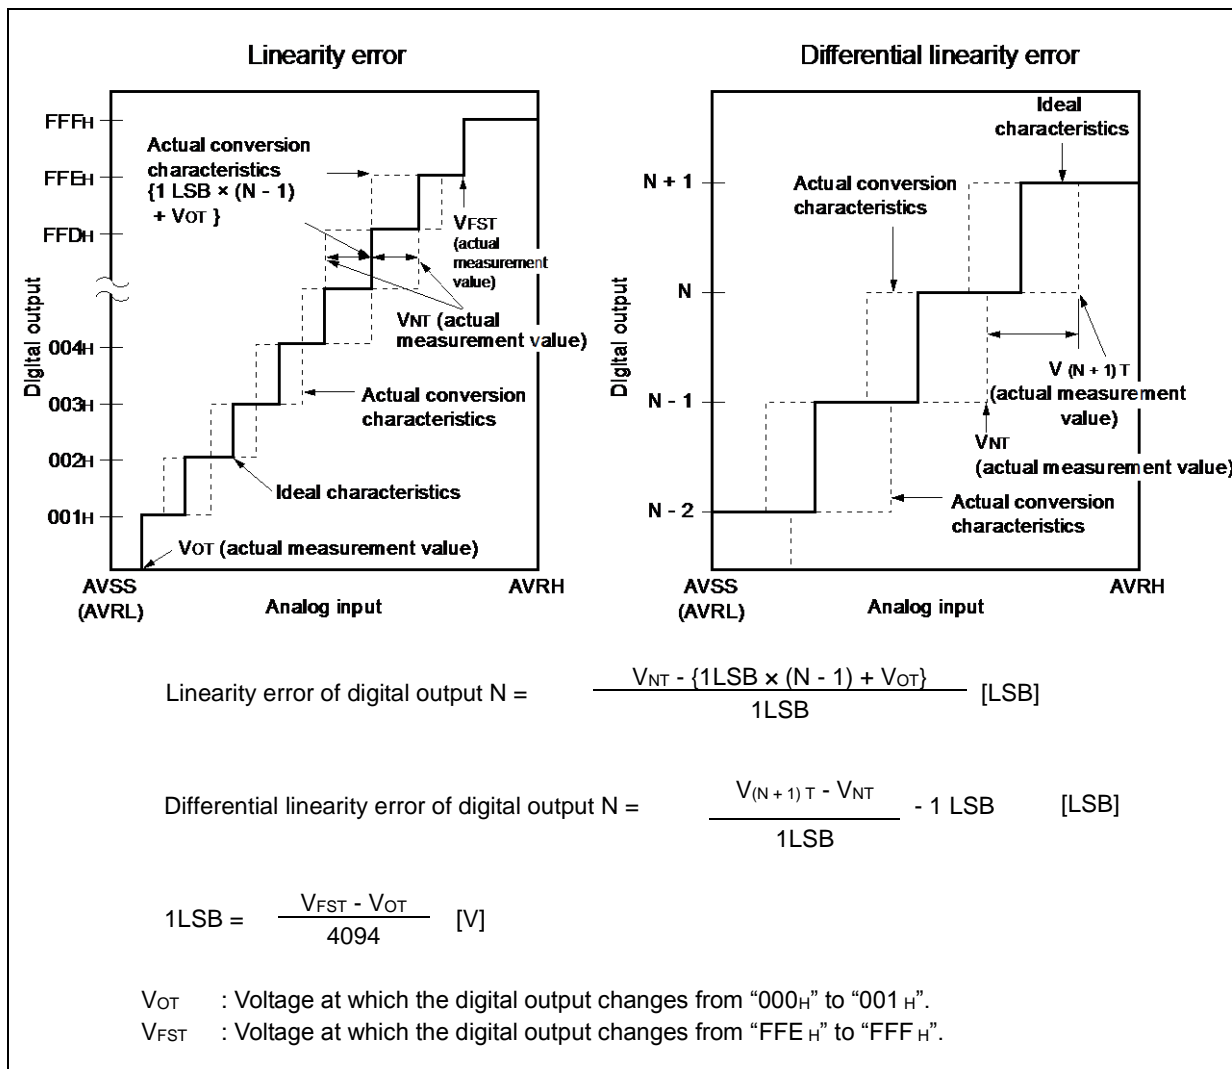 Linearity error
FFFH
FFEH
FFDH
004H
003H
002H
001H
Digital output
Actual conversion
characteristics
{1 LSB × (N - 1)
+ VOT }
VFST
(actual
measurement
value)
VNT (actual
measurement value)
Actual conversion
characteristics
Ideal characteristics
VOT (actual measurement value)
AVSS
(AVRL)
Analog input
AVRH
Differential linearity error
N + 1
N
N - 1
N - 2
Digital output
Ideal
characteristics
Actual conversion
characteristics
V (N + 1) T
(actual measurement
value)
VNT
(actual measurement value)
Actual conversion
characteristics
AVSS
(AVRL)
Analog input
AVRH
Linearity error of digital output N = VNT - {1LSB × (N - 1) + VOT} / 1LSB [LSB]
Differential linearity error of digital output N = V(N + 1) T - VNT / 1LSB - 1 LSB [LSB]
1LSB = VFST - VOT / 4094 [V]
VOT : Voltage at which the digital output changes from “000H” to “001 H”.
VFST : Voltage at which the digital output changes from “FFE H” to “FFF H”.